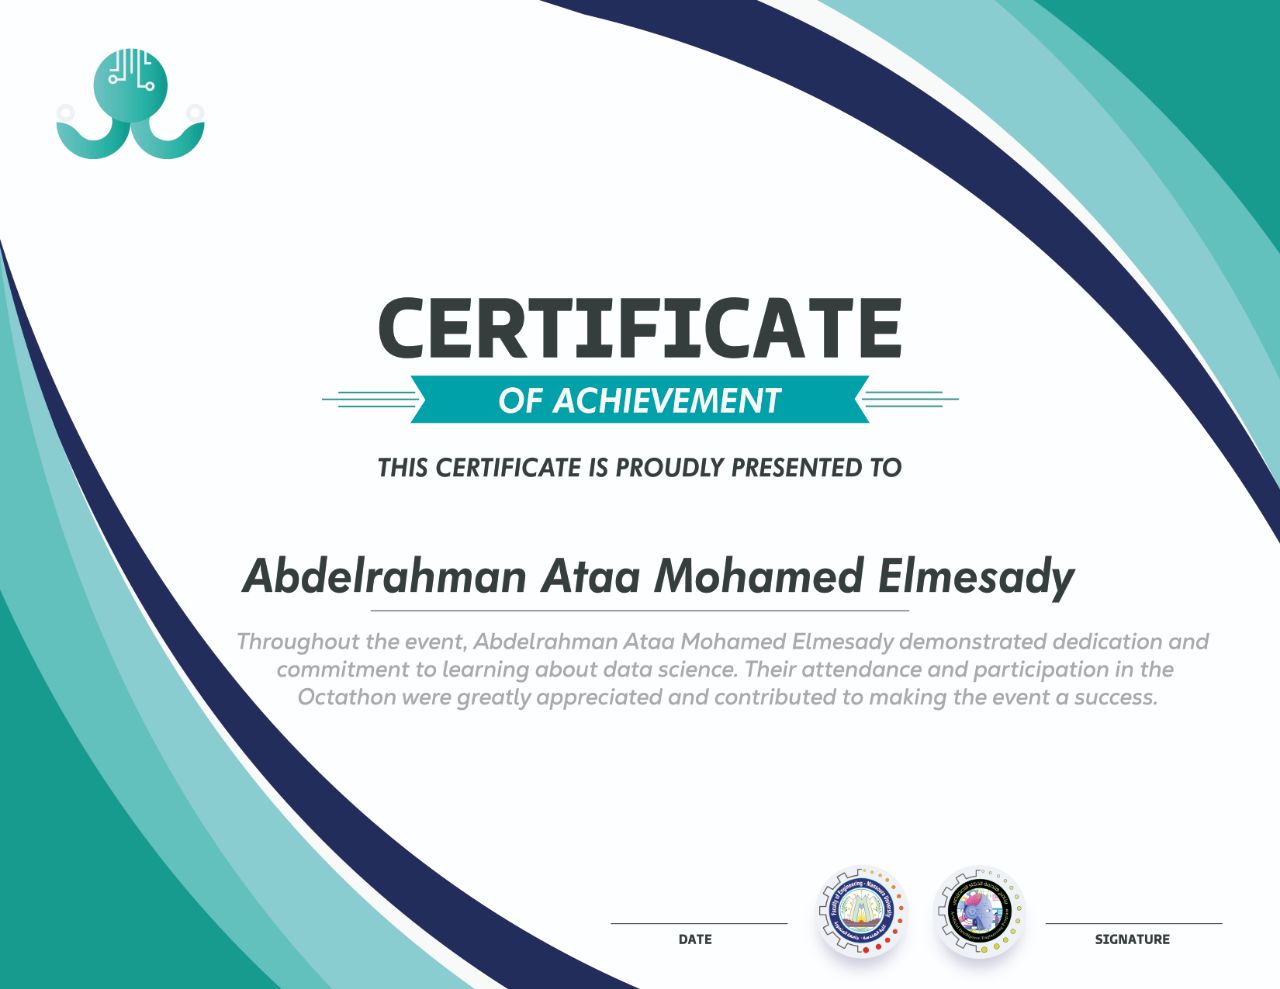 CERTIFICATE
OF ACHIEVEMENT
THIS CERTIFICATE IS PROUDLY PRESENTED TO
Abdelrahman Ataa Mohamed Elmesady
Throughout the event, Abdelrahman Ataa Mohamed Elmesady demonstrated dedication and
commitment to learning about data science. Their attendance and participation in the
Octathon were greatly appreciated and contributed to making the event a success.
Faculty of Engineering - Mansoura University
DATE
SIGNATURE